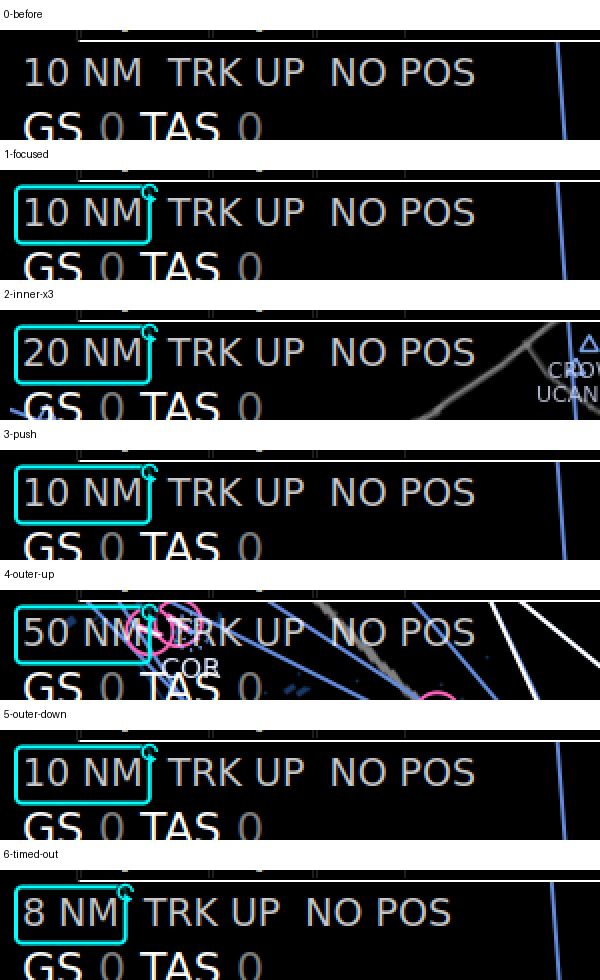 0-before
10 NM TRK UP NO POS
GS 0 TAS 0
1-focused
10 NM TRK UP NO POS
GS 0 TAS 0
2-inner-x3
20 NM TRK UP NO POS
CROW
UCAN
GS 0 TAS 0
3-push
10 NM TRK UP NO POS
GS 0 TAS 0
4-outer-up
50 NM TRK UP NO POS
COR
GS 0 TAS 0
5-outer-down
10 NM TRK UP NO POS
GS 0 TAS 0
6-timed-out
8 NM TRK UP NO POS
GS 0 TAS 0